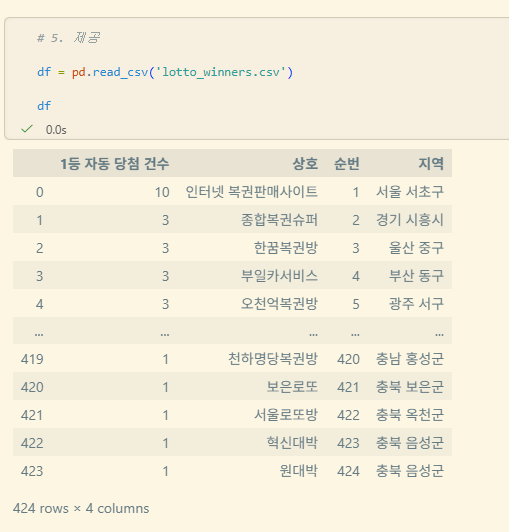 # 5. 제공
df = pd.read_csv('lotto_winners.csv')
df
0.0s
1등 자동 당첨 건수 상호 순번 지역
0 10 인터넷 복권판매사이트 1 서울 서초구
1 3 종합복권슈퍼 2 경기 시흥시
2 3 한꿈복권방 3 울산 중구
3 3 부일카서비스 4 부산 동구
4 3 오천억복권방 5 광주 서구
... ... ... ... ...
419 1 천하명당복권방 420 충남 홍성군
420 1 보은로또 421 충북 보은군
421 1 서울로또방 422 충북 옥천군
422 1 혁신대박 423 충북 음성군
423 1 원대박 424 충북 음성군
424 rows × 4 columns